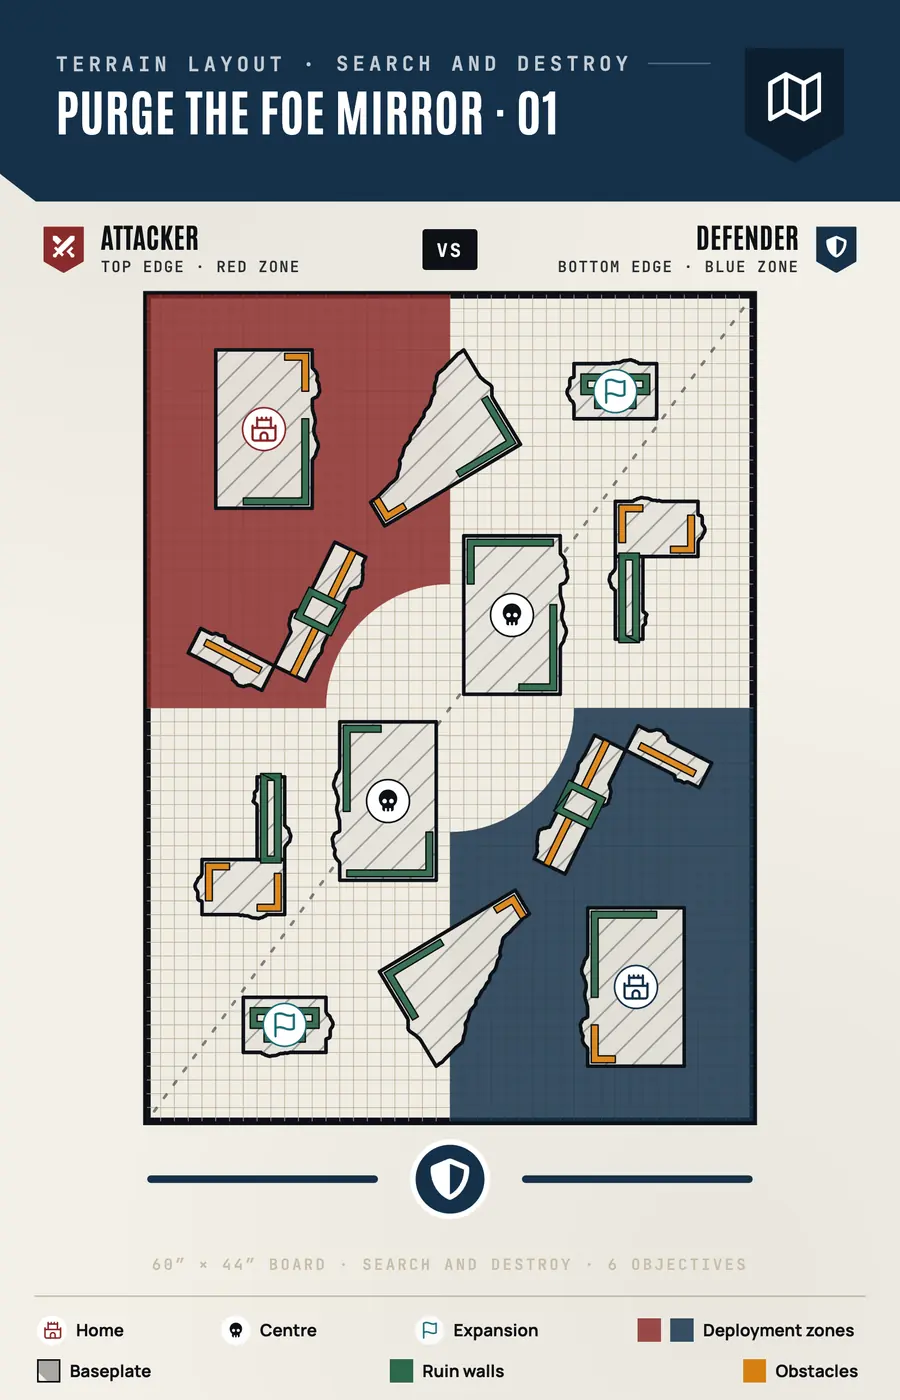 TERRAIN LAYOUT · SEARCH AND DESTROY
PURGE THE FOE MIRROR · 01
ATTACKER
TOP EDGE · RED ZONE
VS
DEFENDER
BOTTOM EDGE · BLUE ZONE
60″ × 44″ BOARD · SEARCH AND DESTROY · 6 OBJECTIVES
Home
Centre
Expansion
Deployment zones
Baseplate
Ruin walls
Obstacles